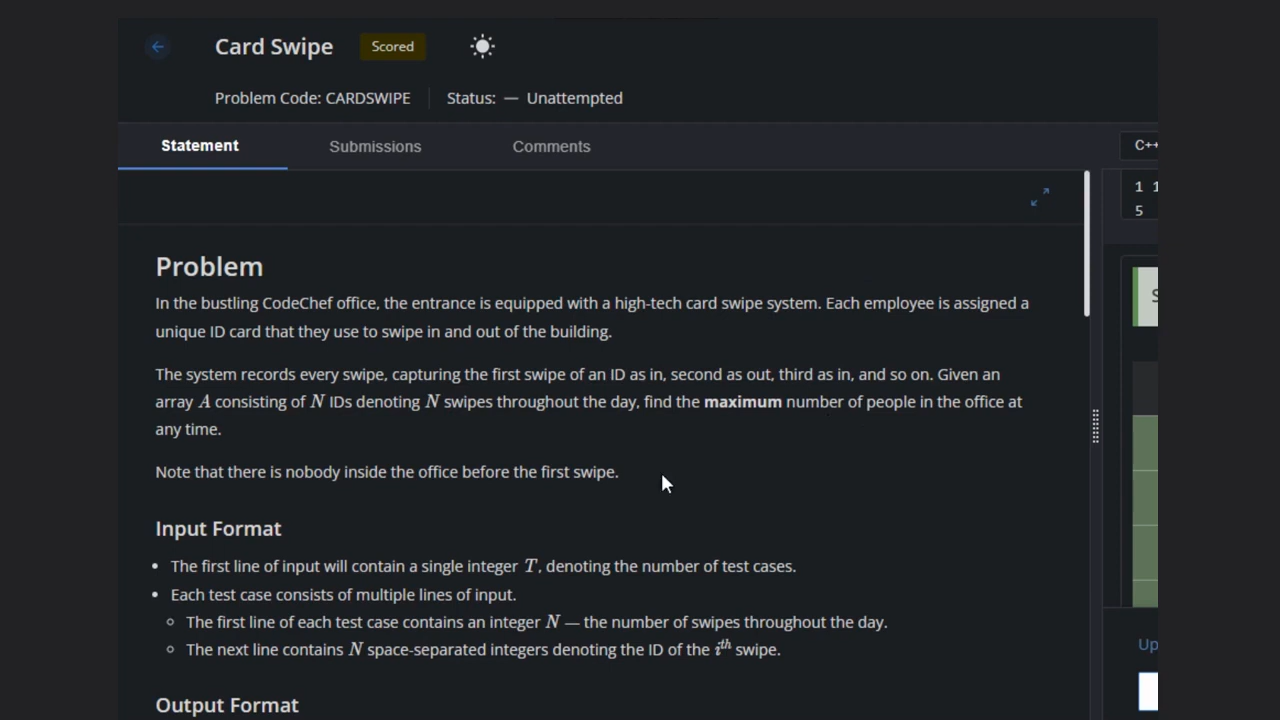 Card Swipe Scored
Problem Code: CARDSWIPE Status: — Unattempted
Statement Submissions Comments
C++
1 1
5
Problem
In the bustling CodeChef office, the entrance is equipped with a high-tech card swipe system. Each employee is assigned a
unique ID card that they use to swipe in and out of the building.
The system records every swipe, capturing the first swipe of an ID as in, second as out, third as in, and so on. Given an
array A consisting of N IDs denoting N swipes throughout the day, find the maximum number of people in the office at
any time.
Note that there is nobody inside the office before the first swipe.
Input Format
• The first line of input will contain a single integer T, denoting the number of test cases.
• Each test case consists of multiple lines of input.
○ The first line of each test case contains an integer N — the number of swipes throughout the day.
○ The next line contains N space-separated integers denoting the ID of the i^th swipe.
Up
Output Format